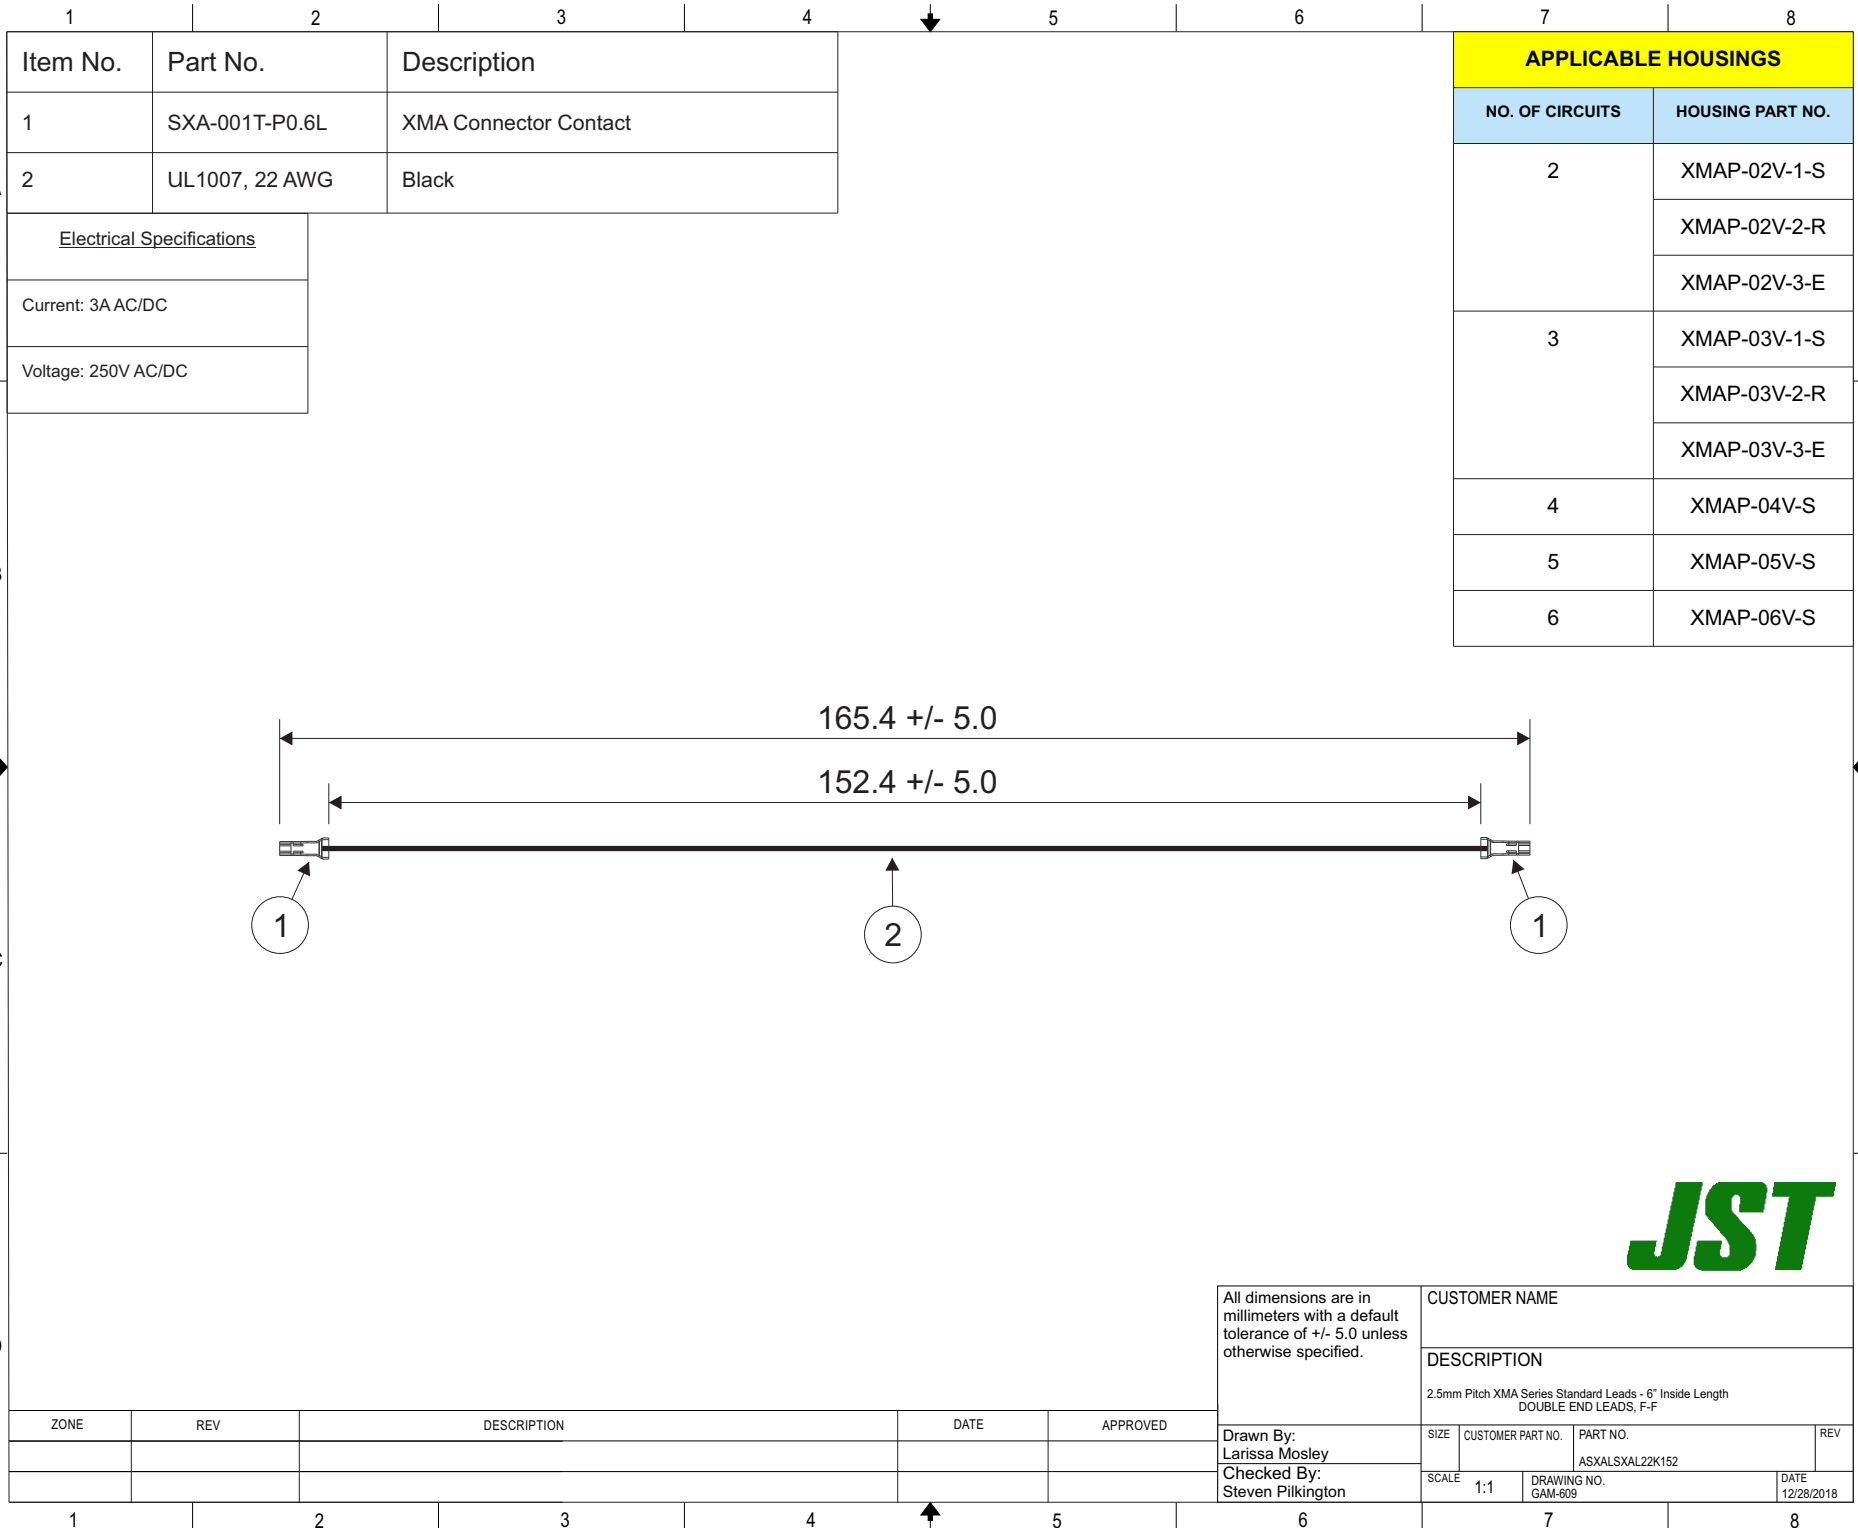 1 2 3 4 5 6 7 8
Item No. Part No. Description
1 SXA-001T-P0.6L XMA Connector Contact
2 UL1007, 22 AWG Black
Electrical Specifications
Current: 3A AC/DC
Voltage: 250V AC/DC
APPLICABLE HOUSINGS
NO. OF CIRCUITS HOUSING PART NO.
2 XMAP-02V-1-S
XMAP-02V-2-R
XMAP-02V-3-E
3 XMAP-03V-1-S
XMAP-03V-2-R
XMAP-03V-3-E
4 XMAP-04V-S
5 XMAP-05V-S
6 XMAP-06V-S
165.4 +/- 5.0
152.4 +/- 5.0
1 2 1
JST
All dimensions are in
millimeters with a default
tolerance of +/- 5.0 unless
otherwise specified.
CUSTOMER NAME
DESCRIPTION
2.5mm Pitch XMA Series Standard Leads - 6" Inside Length
DOUBLE END LEADS, F-F
ZONE REV DESCRIPTION DATE APPROVED
Drawn By:
Larissa Mosley
Checked By:
Steven Pilkington
SIZE CUSTOMER PART NO. PART NO. REV
ASXALSXAL22K152
SCALE 1:1 DRAWING NO. DATE
GAM-609 12/28/2018
1 2 3 4 5 6 7 8